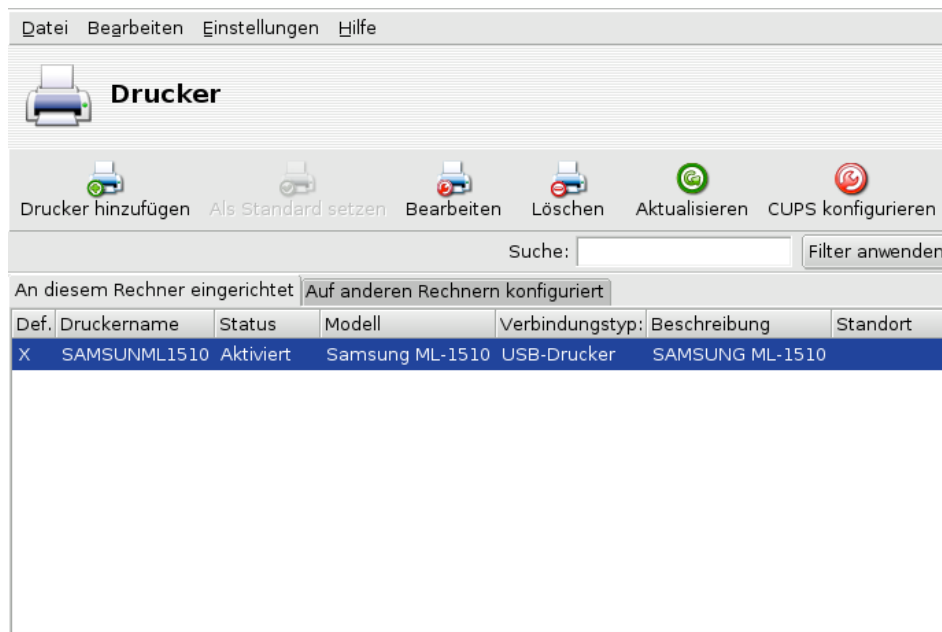 Datei Bearbeiten Einstellungen Hilfe
Drucker
Drucker hinzufügen Als Standard setzen Bearbeiten Löschen Aktualisieren CUPS konfigurieren
Suche: Filter anwenden
An diesem Rechner eingerichtet Auf anderen Rechnern konfiguriert
Def. Druckername Status Modell Verbindungstyp: Beschreibung Standort
X SAMSUNML1510 Aktiviert Samsung ML-1510 USB-Drucker SAMSUNG ML-1510